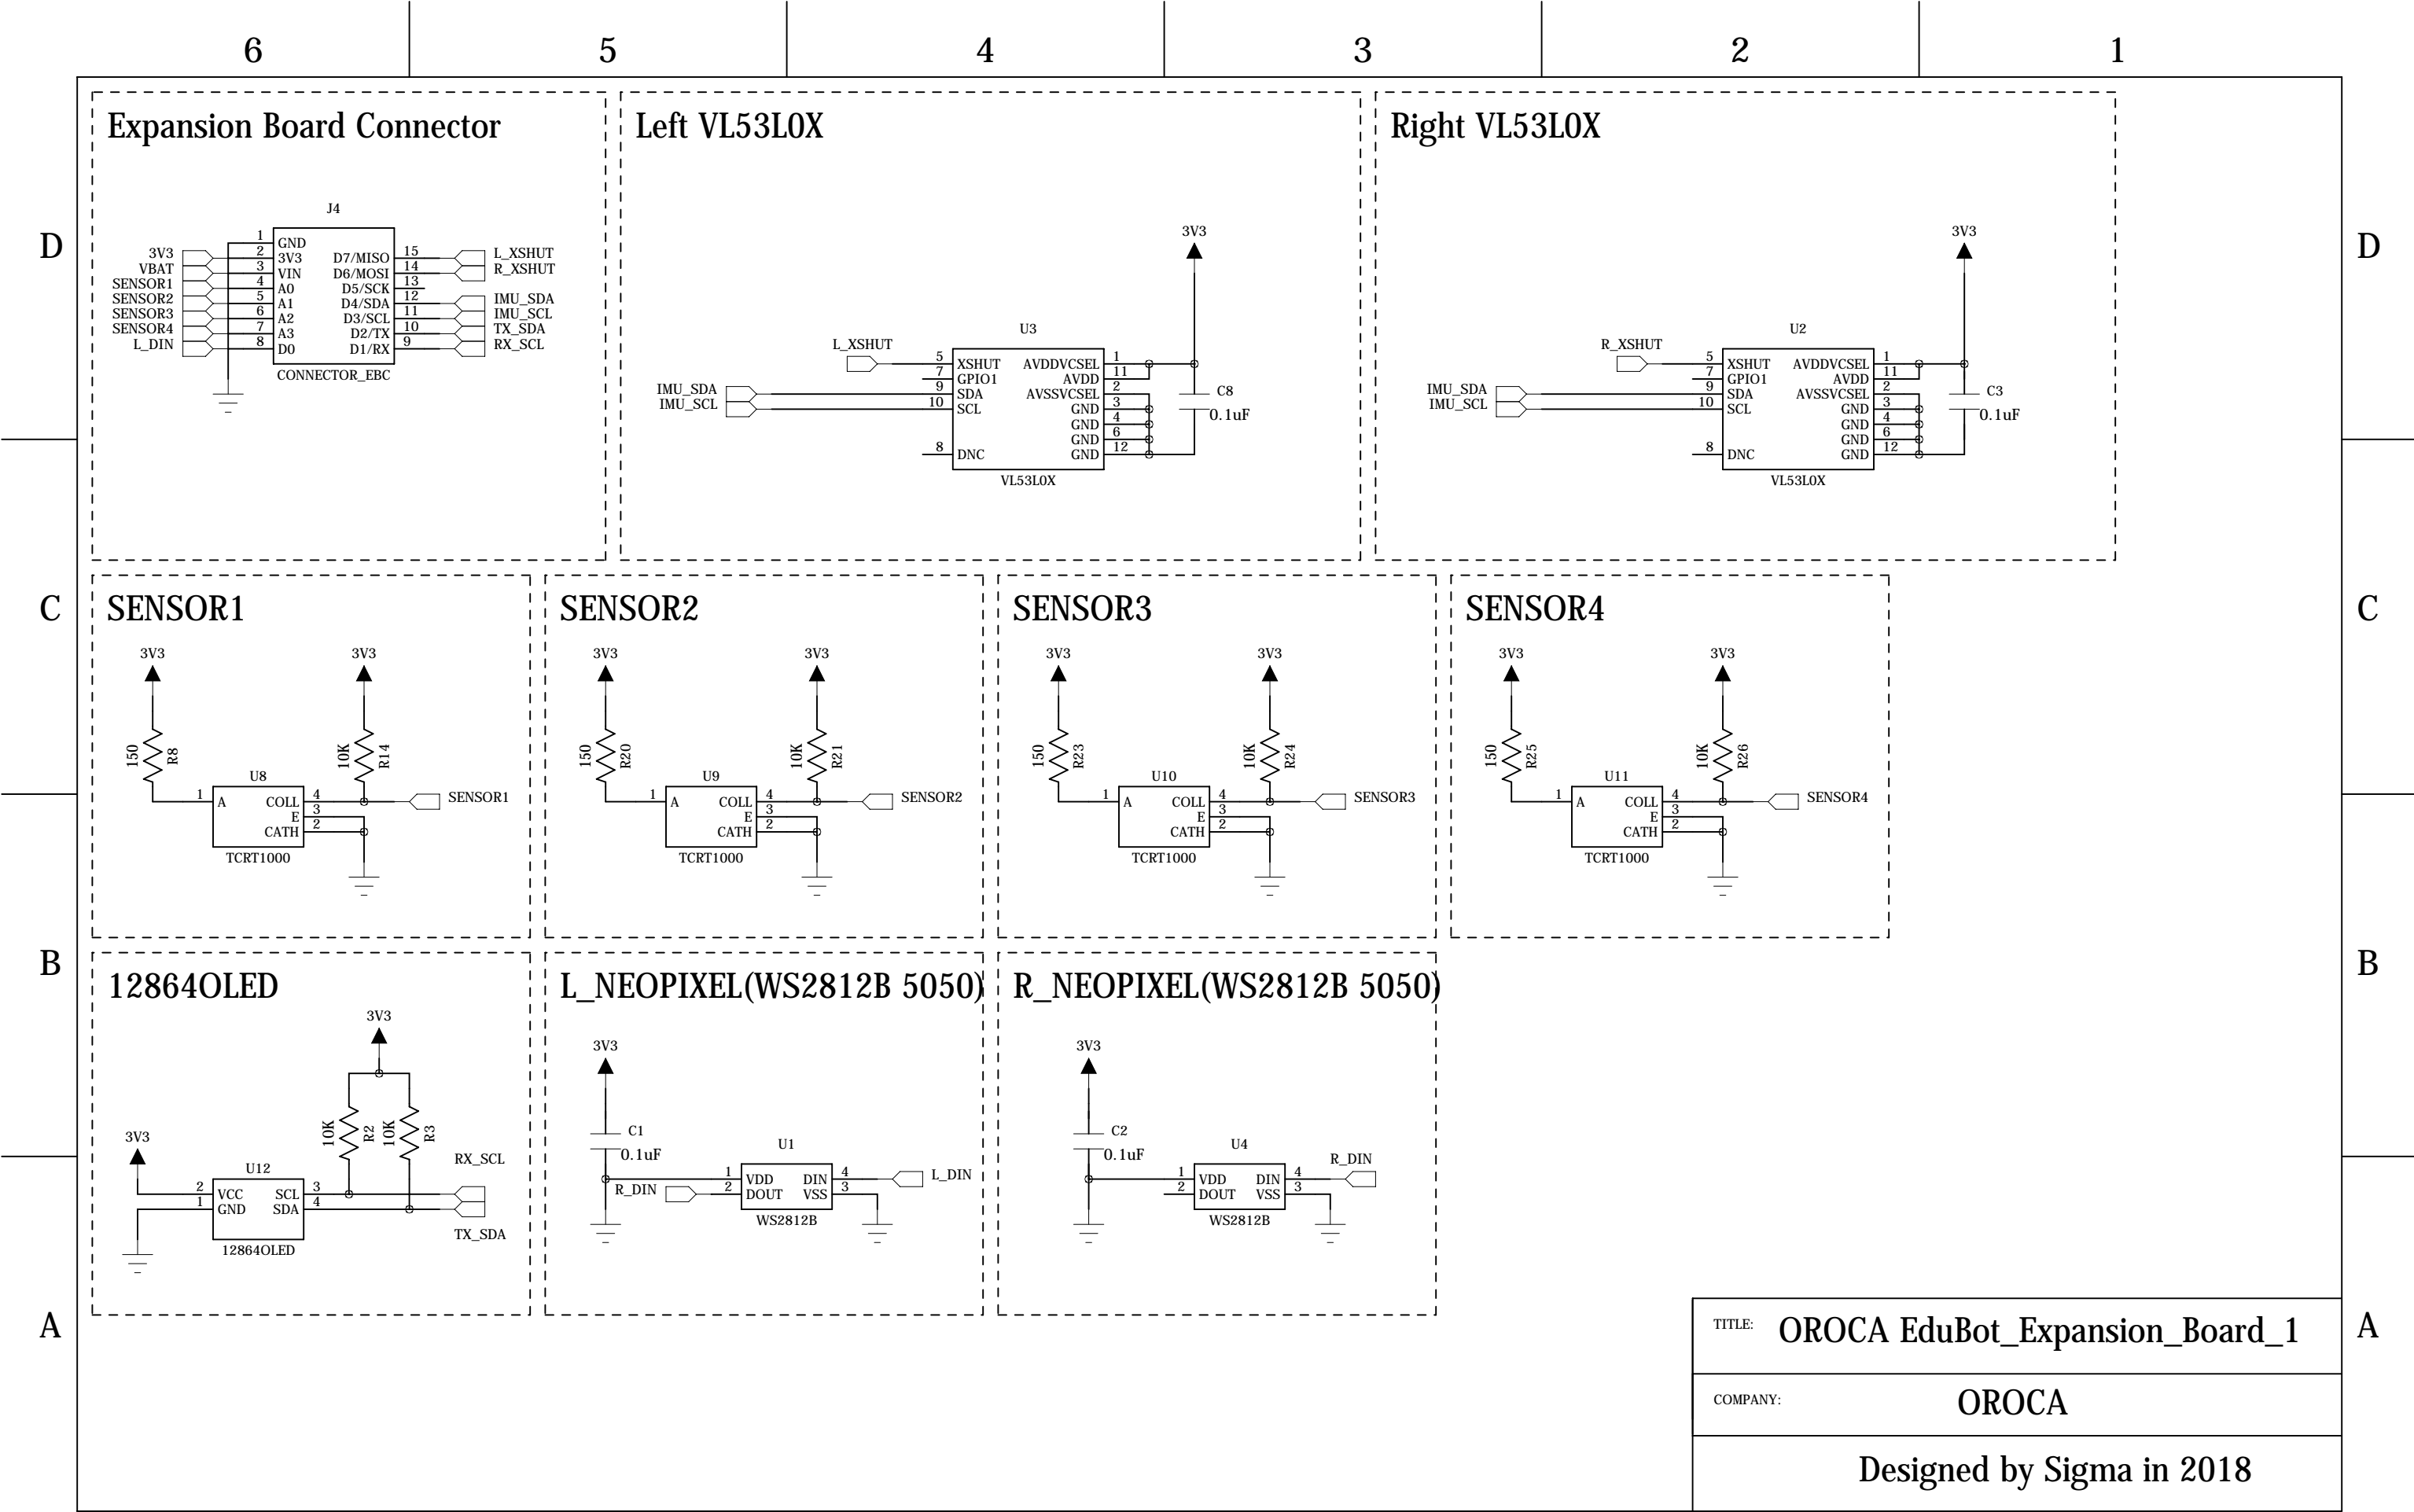 6 5 4 3 2 1
D
D
C
C
B
B
A
A
Expansion Board Connector
J4
3V3
VBAT
SENSOR1
SENSOR2
SENSOR3
SENSOR4
L_DIN
1 GND
2 3V3
3 VIN
4 A0
5 A1
6 A2
7 A3
8 D0
D7/MISO 15 L_XSHUT
D6/MOSI 14 R_XSHUT
D5/SCK 13
D4/SDA 12 IMU_SDA
D3/SCL 11 IMU_SCL
D2/TX 10 TX_SDA
D1/RX 9 RX_SCL
CONNECTOR_EBC
Left VL53L0X
3V3
U3
L_XSHUT
IMU_SDA
IMU_SCL
5 XSHUT AVDDVCSEL 1
7 GPIO1 AVDD 11
9 SDA AVSSVCSEL 2
10 SCL GND 3
GND 4
GND 6
8 DNC GND 12
VL53L0X
C8
0.1uF
Right VL53L0X
3V3
U2
R_XSHUT
IMU_SDA
IMU_SCL
5 XSHUT AVDDVCSEL 1
7 GPIO1 AVDD 11
9 SDA AVSSVCSEL 2
10 SCL GND 3
GND 4
GND 6
8 DNC GND 12
VL53L0X
C3
0.1uF
SENSOR1
3V3 3V3
150 R8
10K R14
U8
1 A COLL 4 SENSOR1
E 3
CATH 2
TCRT1000
SENSOR2
3V3 3V3
150 R20
10K R21
U9
1 A COLL 4 SENSOR2
E 3
CATH 2
TCRT1000
SENSOR3
3V3 3V3
150 R23
10K R24
U10
1 A COLL 4 SENSOR3
E 3
CATH 2
TCRT1000
SENSOR4
3V3 3V3
150 R25
10K R26
U11
1 A COLL 4 SENSOR4
E 3
CATH 2
TCRT1000
12864OLED
3V3
10K R2
10K R3
3V3
U12
RX_SCL
2 VCC SCL 3
1 GND SDA 4
TX_SDA
12864OLED
L_NEOPIXEL(WS2812B 5050)
3V3
C1
0.1uF
U1
1 VDD DIN 4 L_DIN
R_DIN 2 DOUT VSS 3
WS2812B
R_NEOPIXEL(WS2812B 5050)
3V3
C2
0.1uF
U4
R_DIN
1 VDD DIN 4
2 DOUT VSS 3
WS2812B
TITLE: OROCA EduBot_Expansion_Board_1
COMPANY: OROCA
Designed by Sigma in 2018